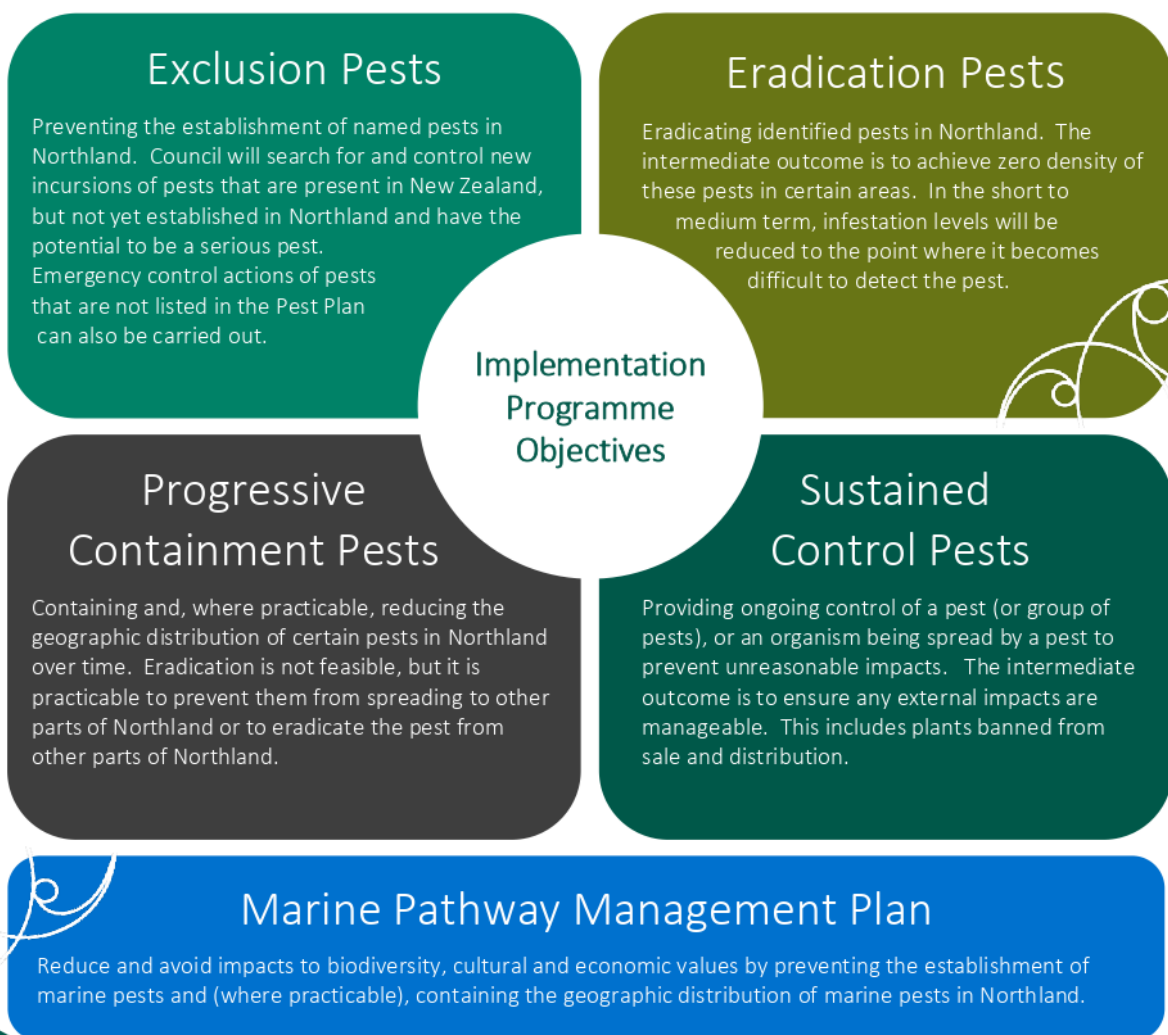 Exclusion Pests
Preventing the establishment of named pests in
Northland.  Council will search for and control new
incursions of pests that are present in New Zealand,
but not yet established in Northland and have the
potential to be a serious pest.
Emergency control actions of pests
that are not listed in the Pest Plan
can also be carried out.
Eradication Pests
Eradicating identified pests in Northland.  The
intermediate outcome is to achieve zero density of
these pests in certain areas.  In the short to
medium term, infestation levels will be
reduced to the point where it becomes
difficult to detect the pest.
Implementation
Programme
Objectives
Progressive
Containment Pests
Containing and, where practicable, reducing the
geographic distribution of certain pests in Northland
over time.  Eradication is not feasible, but it is
practicable to prevent them from spreading to other
parts of Northland or to eradicate the pest from
other parts of Northland.
Sustained
Control Pests
Providing ongoing control of a pest (or group of
pests), or an organism being spread by a pest to
prevent unreasonable impacts.   The intermediate
outcome is to ensure any external impacts are
manageable.  This includes plants banned from
sale and distribution.
Marine Pathway Management Plan
Reduce and avoid impacts to biodiversity, cultural and economic values by preventing the establishment of
marine pests and (where practicable), containing the geographic distribution of marine pests in Northland.